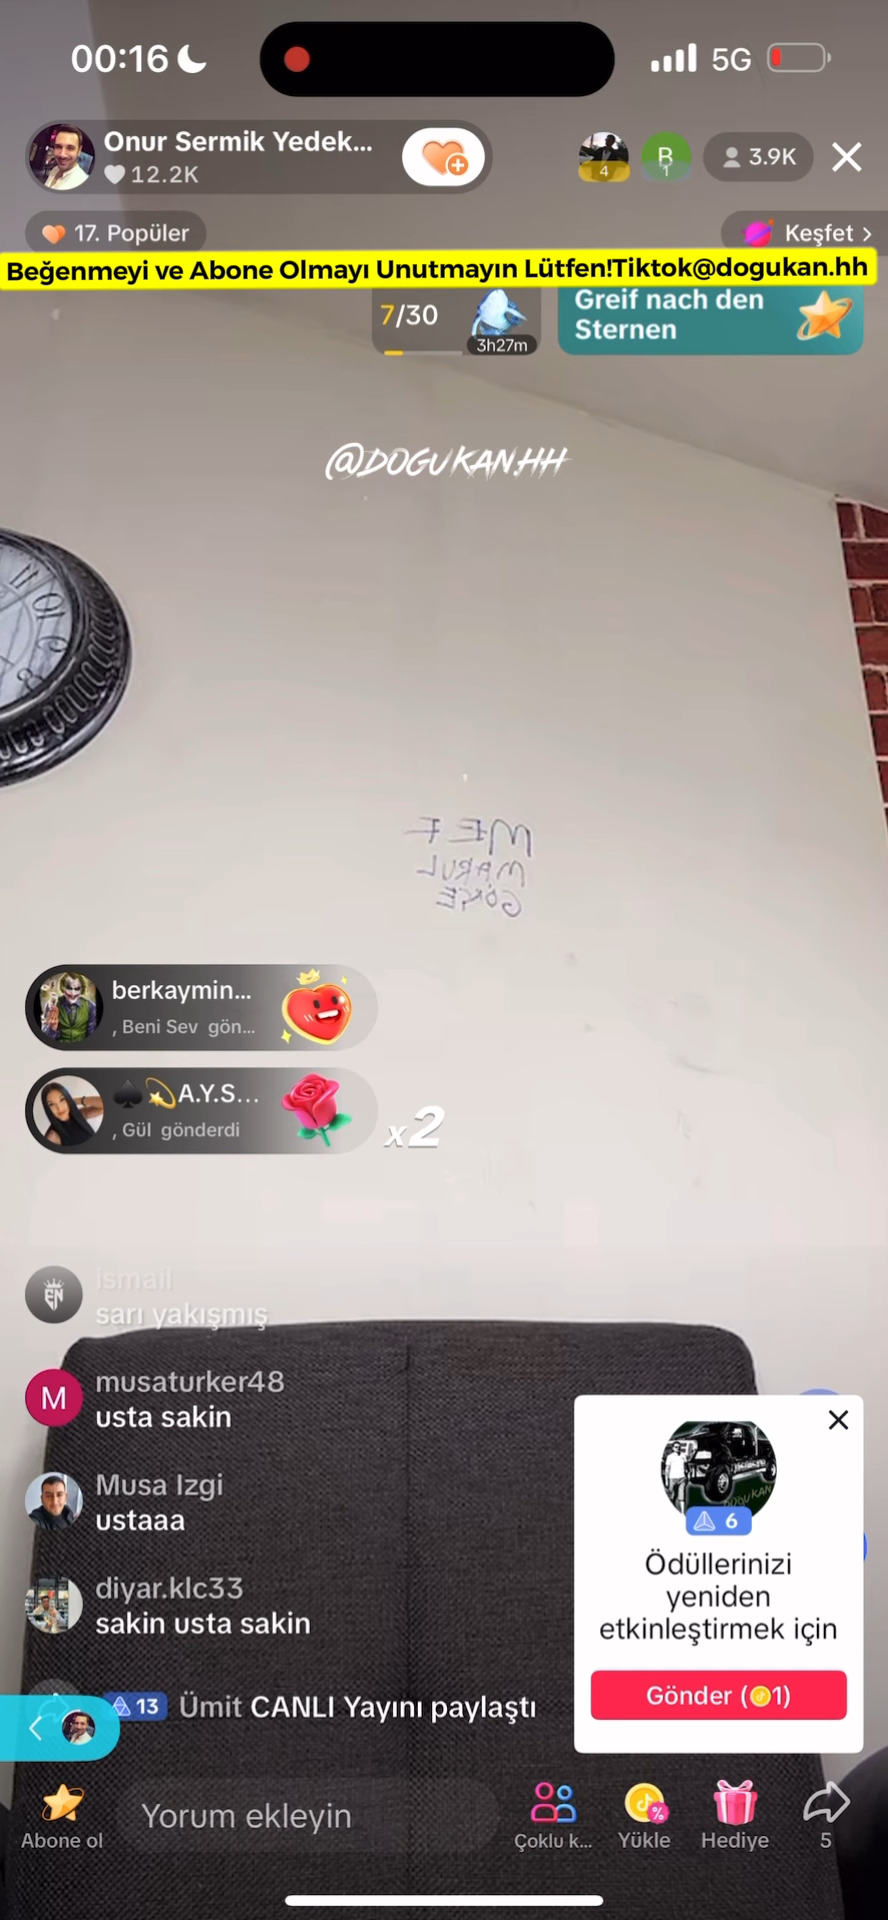 00:16
5G
Onur Sermik Yedek...
12.2K
4
B
1
3.9K
17. Popüler
Keşfet >
Beğenmeyi ve Abone Olmayı Unutmayın Lütfen!Tiktok@dogukan.hh
7/30
3h27m
Greif nach den
Sternen
@DOGUKAN.HH
MEF
MARUL
GÖKÇE
berkaymin...
, Beni Sev gön...
A.Y.S...
, Gül gönderdi
x2
ismail
sarı yakışmış
M
musaturker48
usta sakin
Musa Izgi
ustaaa
diyar.klc33
sakin usta sakin
13 Ümit CANLI Yayını paylaştı
6
Ödüllerinizi
yeniden
etkinleştirmek için
Gönder (1)
Abone ol
Yorum ekleyin
Çoklu k...
Yükle
Hediye
5